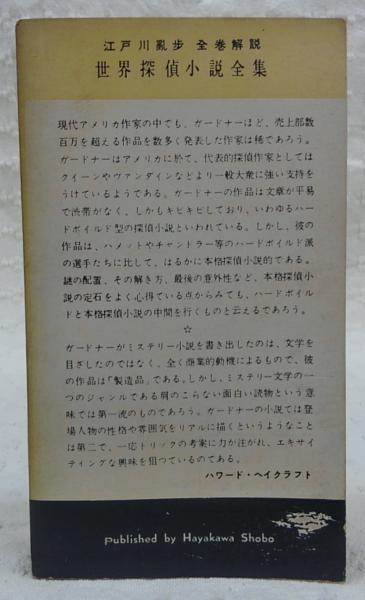 江戸川亂步 全巻解説
世界探偵小説全集
現代アメリカ作家の中でも、ガードナーほど、売上部数
百万を超える作品を数多く発表した作家は稀であろう。
ガードナーはアメリカに於て、代表的探偵作家としては
クイーンやヴァンダインなどより一般大衆に強い支持を
うけているようである。ガードナーの作品は文章が平易
で渋滞がなく、しかもキビキビしており、いわゆるハー
ドボイルド型の探偵小説といわれている。しかし、彼の
作品は、ハメットやチャンドラー等のハードボイルド派
の選手たちに比して、はるかに本格探偵小説的である。
謎の配置、その解き方、最後の意外性など、本格探偵小
説の定石をよく心得ている点からみても、ハードボイル
ドと本格探偵小説の中間を行くものと云えるであろう。
☆
ガードナーがミステリー小説を書き出したのは、文学を
目ざしたのではなく、全く商業的動機によるもので、彼
の作品は「製造品」である。しかし、ミステリー文学の一
つのジャンルである肩のこらない面白い読物という意
味では第一流のものであろう。ガードナーの小説では登
場人物の性格や雰囲気をリアルに描くというようなこと
は第二で、一応トリックの考案に力が注がれ、エキサイ
ティングな興味を狙っているのである。
ハワード・ヘイクラフト
Published by Hayakawa Shobo